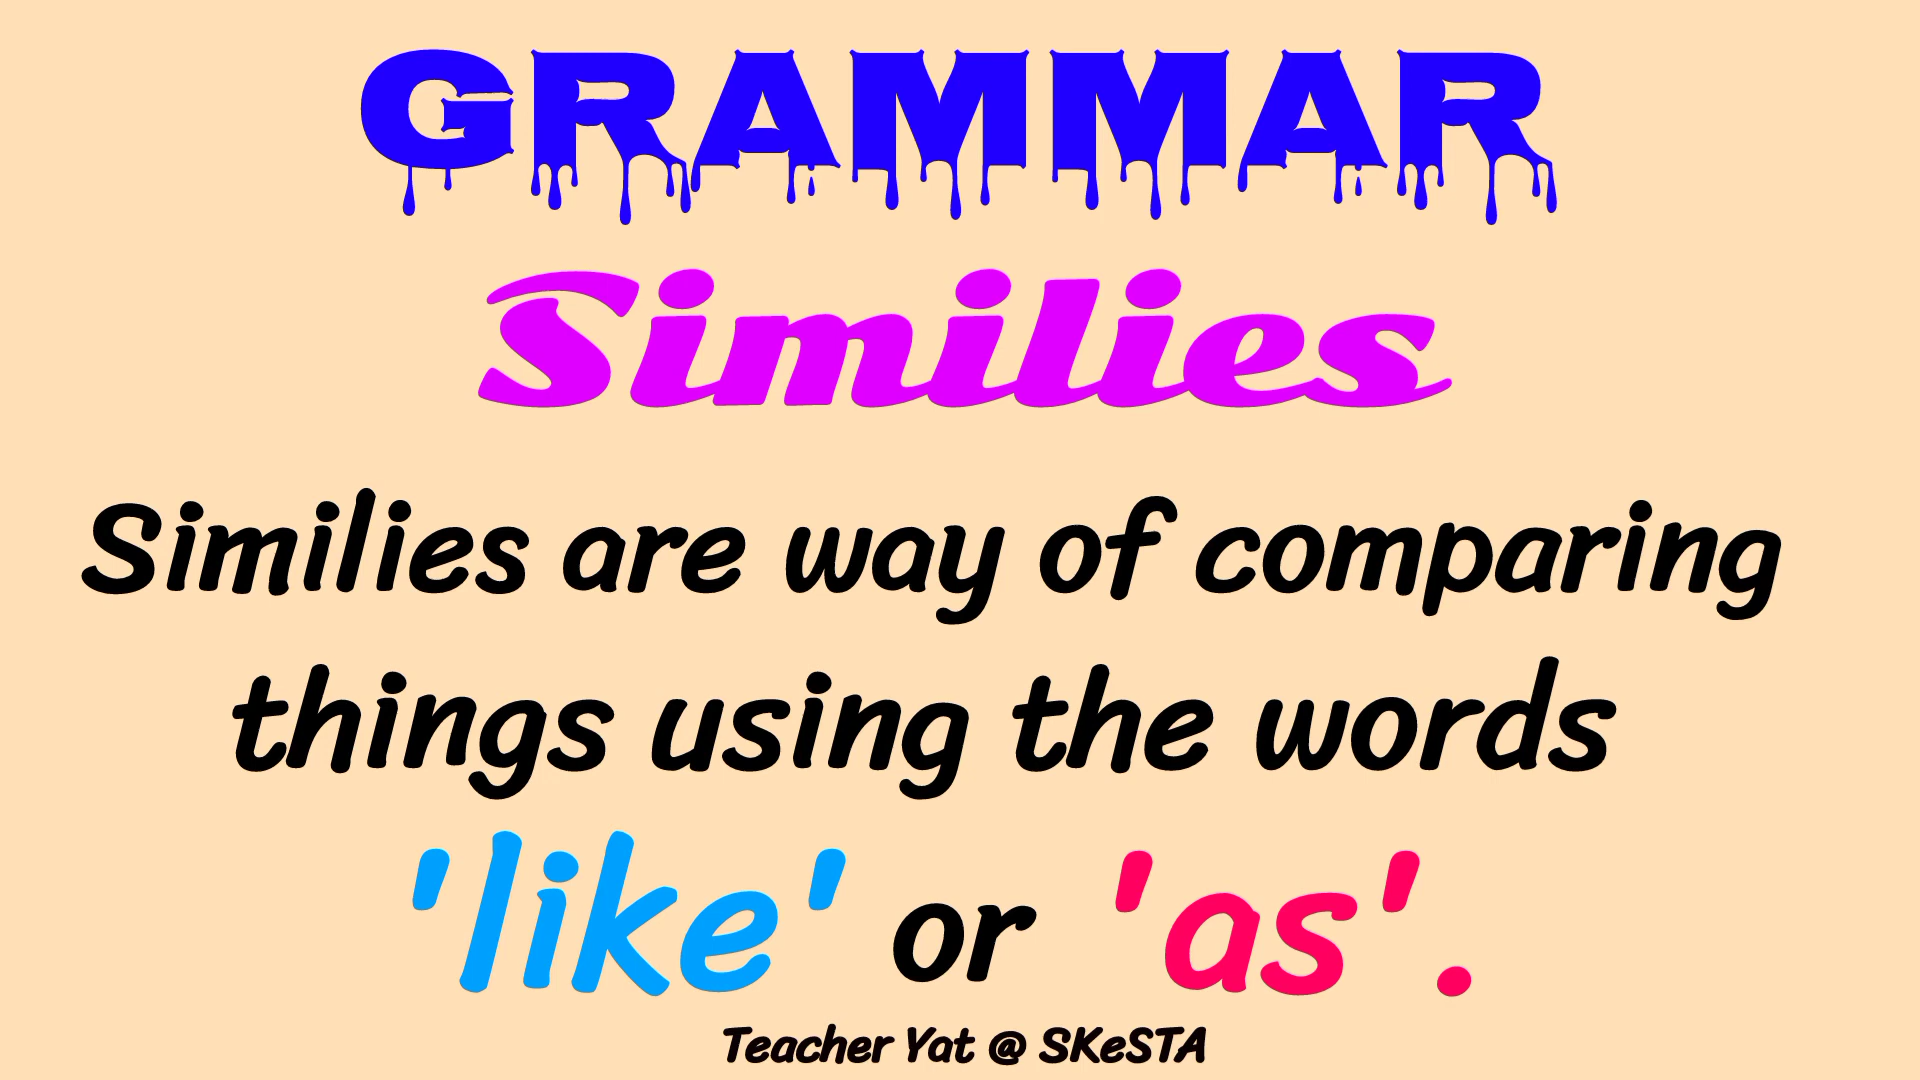 GRAMMAR
Similies
Similies are way of comparing
things using the words
'like' or 'as'.
Teacher Yat @ SKeSTA